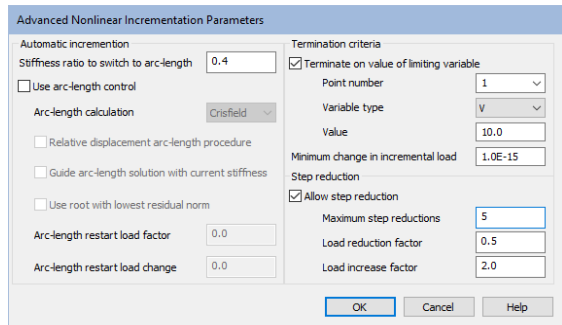 Advanced Nonlinear Incrementation Parameters
Automatic incremention
Stiffness ratio to switch to arc-length 0.4
Use arc-length control
Arc-length calculation Crisfield
Relative displacement arc-length procedure
Guide arc-length solution with current stiffness
Use root with lowest residual norm
Arc-length restart load factor 0.0
Arc-length restart load change 0.0
Termination criteria
Terminate on value of limiting variable
Point number 1
Variable type V
Value 10.0
Minimum change in incremental load 1.0E-15
Step reduction
Allow step reduction
Maximum step reductions 5
Load reduction factor 0.5
Load increase factor 2.0
OK Cancel Help